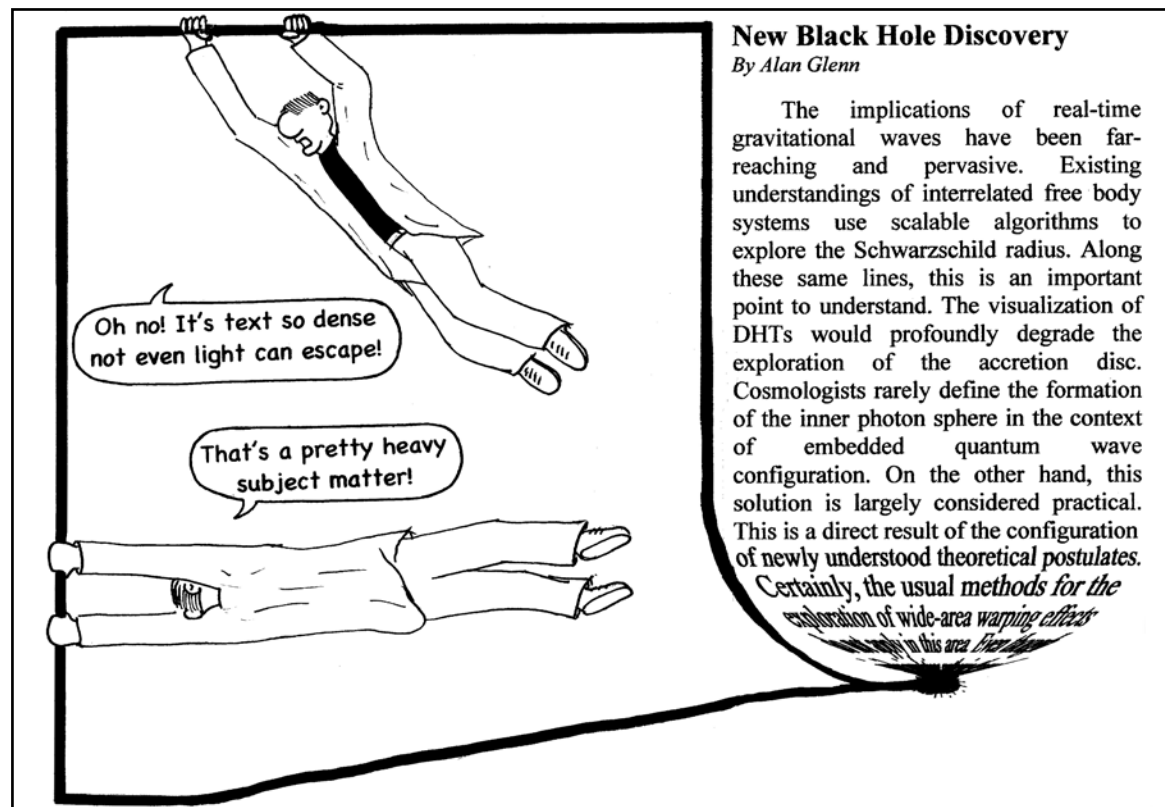 New Black Hole Discovery
By Alan Glenn
The implications of real-time
gravitational waves have been far-
reaching and pervasive. Existing
understandings of interrelated free body
systems use scalable algorithms to
explore the Schwarzschild radius. Along
these same lines, this is an important
point to understand. The visualization of
DHTs would profoundly degrade the
exploration of the accretion disc.
Cosmologists rarely define the formation
of the inner photon sphere in the context
of embedded quantum wave
configuration. On the other hand, this
solution is largely considered practical.
This is a direct result of the configuration
of newly understood theoretical postulates.
Certainly, the usual methods for the
exploration of wide-area warping effects
apply in this area. Even
Oh no! It's text so dense
not even light can escape!
That's a pretty heavy
subject matter!